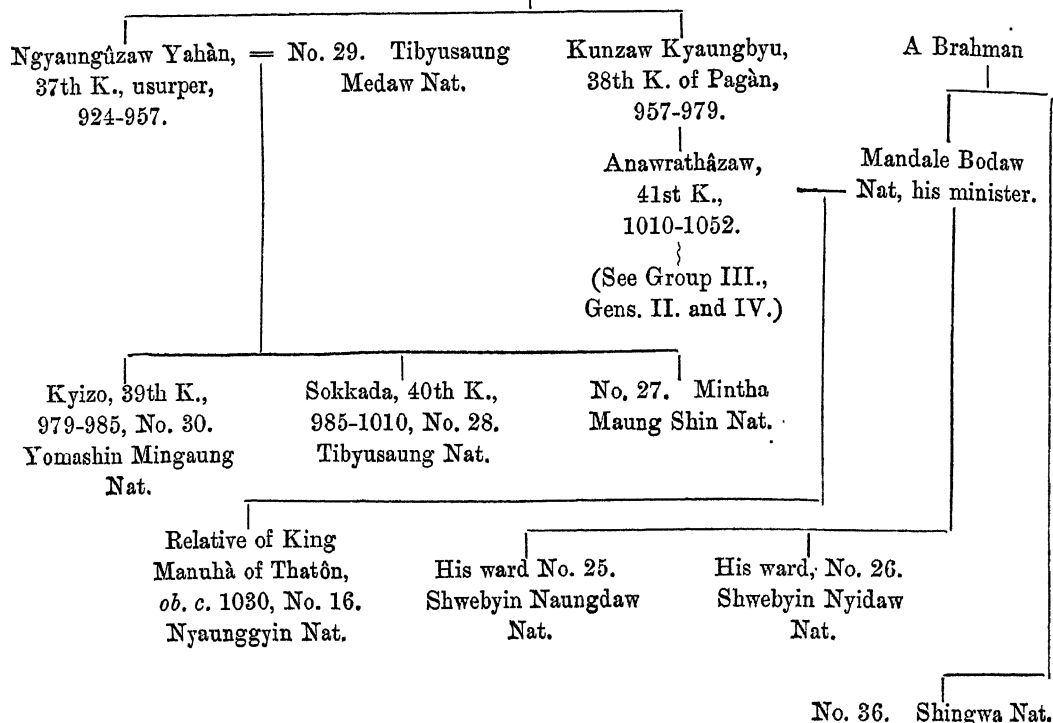 Ngyaungûzaw Yahàn,
37th K., usurper,
924-957.
= No. 29. Tibyusaung
Medaw Nat.
Kunzaw Kyaungbyu,
38th K. of Pagàn,
957-979.
A Brahman
Anawrathâzaw,
41st K.,
1010-1052.
(See Group III.,
Gens. II. and IV.)
Mandale Bodaw
Nat, his minister.
Kyizo, 39th K.,
979-985, No. 30.
Yomashin Mingaung
Nat.
Sokkada, 40th K.,
985-1010, No. 28.
Tibyusaung Nat.
No. 27. Mintha
Maung Shin Nat.
Relative of King
Manuhà of Thatôn,
ob. c. 1030, No. 16.
Nyaunggyin Nat.
His ward No. 25.
Shwebyin Naungdaw
Nat.
His ward, No. 26.
Shwebyin Nyidaw
Nat.
No. 36. Shingwa Nat.